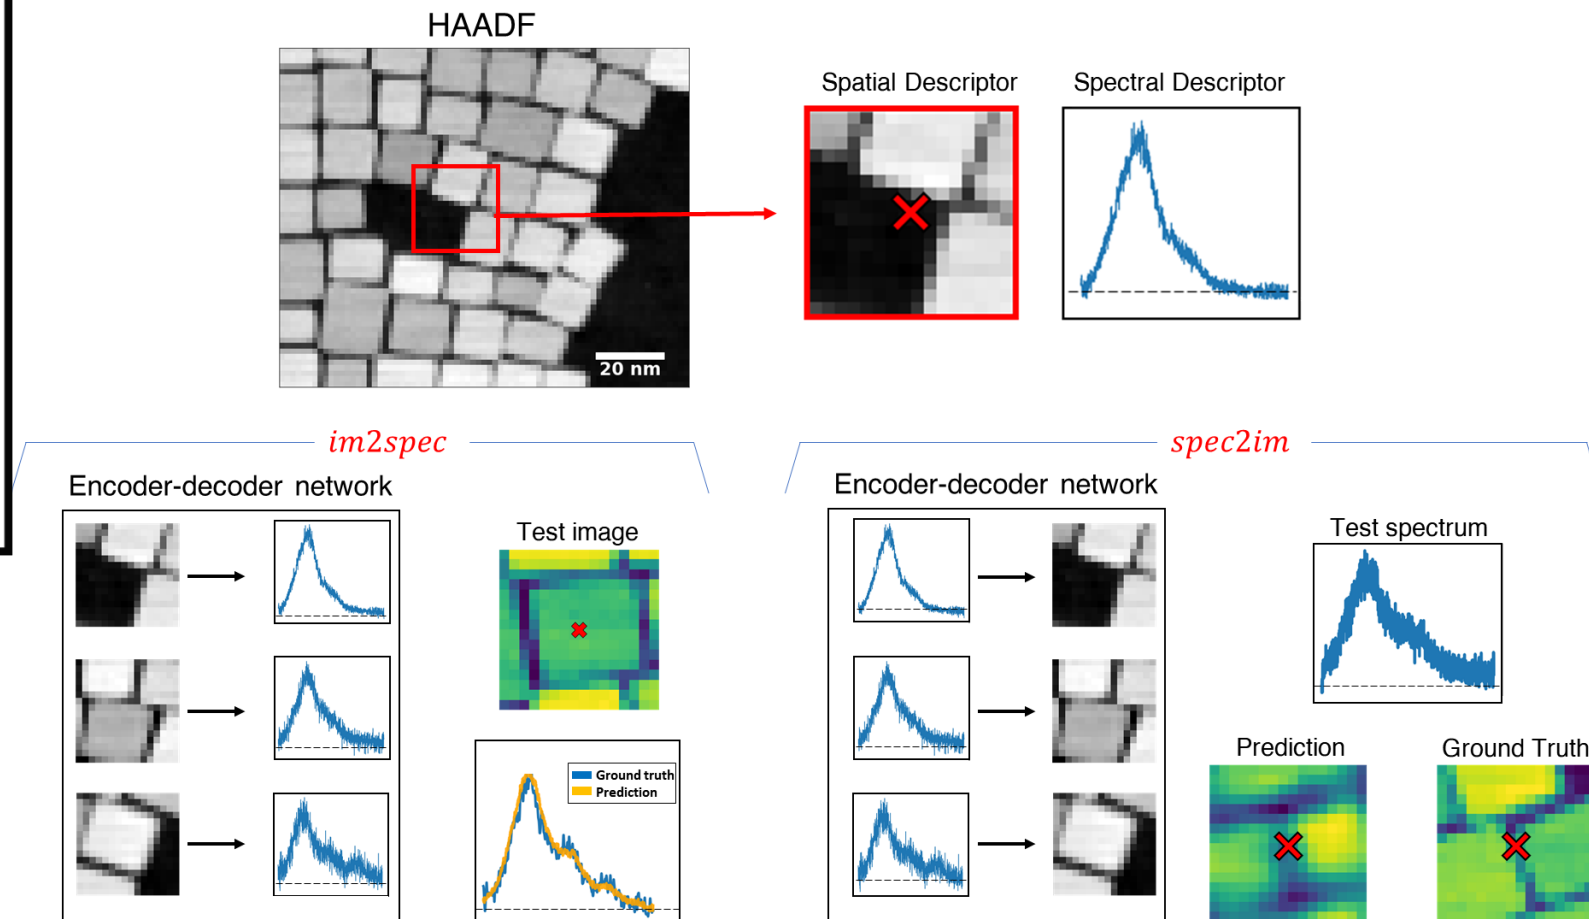 HAADF
Spatial Descriptor
Spectral Descriptor
20 nm
im2spec
Encoder-decoder network
Test image
Ground truth
Prediction
spec2im
Encoder-decoder network
Test spectrum
Prediction
Ground Truth